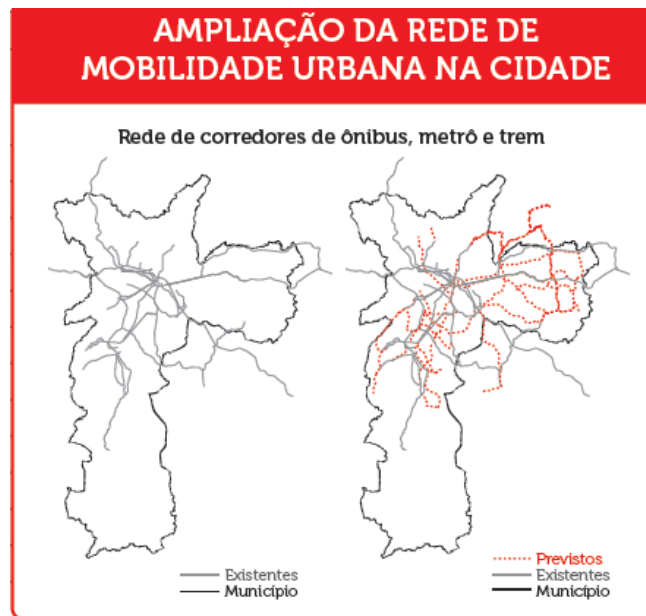 AMPLIAÇÃO DA REDE DE
MOBILIDADE URBANA NA CIDADE
Rede de corredores de ônibus, metrô e trem
Existentes
Município
Previstos
Existentes
Município